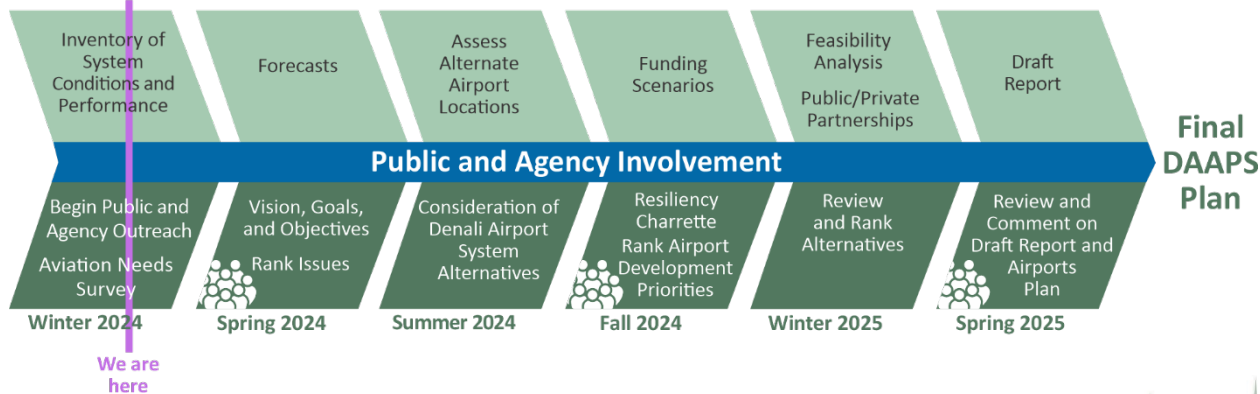 Inventory of
System
Conditions and
Performance
Forecasts
Assess
Alternate
Airport
Locations
Funding
Scenarios
Feasibility
Analysis
Public/Private
Partnerships
Draft
Report
Public and Agency Involvement
Final
DAAPS
Plan
Begin Public and
Agency Outreach
Aviation Needs
Survey
Vision, Goals,
and Objectives
Rank Issues
Consideration of
Denali Airport
System
Alternatives
Resiliency
Charrette
Rank Airport
Development
Priorities
Review
and Rank
Alternatives
Review and
Comment on
Draft Report and
Airports
Plan
Winter 2024
Spring 2024
Summer 2024
Fall 2024
Winter 2025
Spring 2025
We are
here